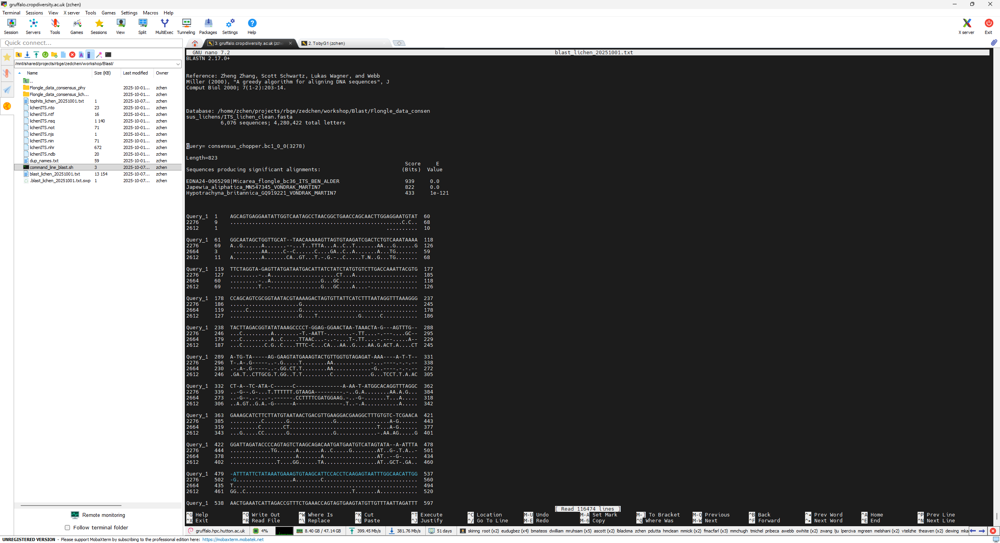 gruffalo.cropdiversity.ac.uk (zchen)
Terminal Sessions View X server Tools Games Settings Macros Help
Session Servers Tools Games Sessions View Split MultiExec Tunneling Packages Settings Help X server Exit
Quick connect...
3. gruffalo.cropdiversity.ac.uk (zche
2. TobyG1 (zchen)
/mnt/shared/projects/rbge/zedchen/workshop/Blast/
Name Size (KB) Last modified Owner
..
Flongle_data_consensus_phy 2025-10-01... zchen
Flongle_data_consensus_lich... 2025-10-01... zchen
tophits_lichen_20251001.txt 1 2025-10-07... zchen
lichenITS.nto 23 2025-10-01... zchen
lichenITS.ntf 16 2025-10-01... zchen
lichenITS.nsq 1 140 2025-10-01... zchen
lichenITS.not 71 2025-10-01... zchen
lichenITS.njs 1 2025-10-01... zchen
lichenITS.nin 71 2025-10-01... zchen
lichenITS.nhr 672 2025-10-01... zchen
lichenITS.ndb 20 2025-10-01... zchen
dup_names.txt 59 2025-10-01... zchen
command_line_blast.sh 3 2025-10-07... zchen
blast_lichen_20251001.txt 13 154 2025-10-07... zchen
.blast_lichen_20251001.txt.swp 1 2025-10-07... zchen
Remote monitoring
Follow terminal folder
GNU nano 7.2 blast_lichen_20251001.txt
BLASTN 2.17.0+
Reference: Zheng Zhang, Scott Schwartz, Lukas Wagner, and Webb
Miller (2000), "A greedy algorithm for aligning DNA sequences", J
Comput Biol 2000; 7(1-2):203-14.
Database: /home/zchen/projects/rbge/zedchen/workshop/Blast/Flongle_data_consen
sus_lichens/ITS_lichen_clean.fasta
6,076 sequences; 4,280,422 total letters
Query= consensus_chopper.bc1_0_0(3278)
Length=823
Score E
Sequences producing significant alignments: (Bits) Value
EDNA24-0065298|Micarea_flongle_bc36_ITS_BEN_ALDER 939 0.0
Japewia_aliphatica_MN547345_VONDRAK_MARTIN7 822 0.0
Hypotrachyna_britannica_GQ919221_VONDRAK_MARTIN7 433 1e-121
Query_1 1 AGCAGTGAGGAATATTGGTCAATAGCCTAACGGCTGAACCAGCAACTTGGAGGAATGTAT 60
2276 9 .......................................................C.C.. 68
2612 1 .......... 10
Query_1 61 GGCAATAGCTGGTTGCAT--TAACAAAAAGTTAGTGTAAGATCGACTCTGTCAAATAAAA 118
2276 69 A..G......A.......--...T..TTTA...A..C..T.......AA...G......G 126
2664 3 .........AA.....C--C......C....GA..C..A.......A...TG....... 59
2612 11 A.........A.......CA..GT...T.-.G.-..C.....T.N..G...TG....... 68
Query_1 119 TTCTAGGTA-GAGTTATGATAATGACATTATCTATCTATGTGTCTTGACCAAATTACGTG 177
2276 127 .........-..A.....................CT...A.................... 185
2664 60 .........-..A................G...GC......................... 118
2612 69 .........T..-................G...GC....A....-............... 126
Query_1 178 CCAGCAGTCGCGGTAATACGTAAAAGACTAGTGTTATTCATCTTTAATAGGTTTAAAGGG 237
2276 186 ......................G..................................... 245
2664 119 .....C................G..................................... 178
2612 127 ......................G....T.............G......C........... 186
Query_1 238 TACTTAGACGGTATATAAAGCCCCT-GGAG-GGAACTAA-TAAACTA-G---AGTTTG-- 288
2276 246 ...C.........A........-T.-AATT-........-.TT....-.---....GC-- 295
2664 179 ...C.........A..C.....TTAAC...-..-....T-.TT....-.---.....A-- 229
2612 187 ...C.......C.G..C....TTTC-C...CA...AA..G....AA.G.ACT.A....CT 245
Query_1 289 A-TG-TA-----AG-GAAGTATGAAAGTACTGTTGGTGTAGAGAT-AAA----A-T-T-- 331
2276 296 T-.A-.G-----..-.G.....T........AA............-...----.-.-.-- 338
2664 230 .-.A-.G-----..-.GG.CT.T........AA............-G..----.-.-.-- 272
2612 246 .GA.T..CTTGCG.T.GG..T.T.........C............G...TCCT.T.A.AC 305
Query_1 332 CT-A--TC-ATA-C------C---------------A-AA-T-ATGGCACAGGTTTAGGC 362
2276 339 ..-G--.G-...T.TTTTTT.GTAAGA---------.-..G.A........AA.A.G... 384
2664 273 ..-G--..-...-.------.CCTTTTCGATGGAAG.-..-G-.......T...A..... 318
2612 306 ..A.GT..G.A.-G------A---------------.T..-.A...........A..... 342
Query_1 363 GAAAGCATCTTCTTATGTAATAACTGACGTTGAAGGACGAAGGCTTTGTGTC-TCGAACA 421
2276 385 ..........C.......G..............G.................A-G...... 443
2664 319 .........C.......CT............................T...A-G...... 377
2612 343 ...G.....CC.......G..............G.............-.AA.AG.....G 401
Query_1 422 GGATTAGATACCCCAGTAGTCTAAGCAGACAATGATGAATGTCATAGTATA--A-ATTTA 478
2276 444 .............TG......A.......A..C.....G........AT..G-.T.A..- 501
2664 378 .....................A.......A.................AT..--G-..... 434
2612 402 ...............T....GG......TA.................AT..GCT-.GA.. 460
Query_1 479 -ATTTATTCTATAAATGAAAGTGTAAGCATTCCACCTCAAGAGTAATTTGGCAACATTGG 537
2276 502 -G..................A........C.............................. 560
2664 435 T........................................................... 494
2612 461 GG..C..................................T.......A............ 520
Query_1 538 AACTGAAATCATTAGACCGTTTCTGAAACCAGTAGTGAAGTATGTTGTTTAATTAGATTT 597
[ Read 116474 lines ]
^G Help ^O Write Out ^W Where Is ^K Cut ^T Execute ^C Location M-U Undo M-A Set Mark M-] To Bracket M-Q Previous ^B Back ^◂ Prev Word ^A Home ^P Prev Line
^X Exit ^R Read File ^\ Replace ^U Paste ^J Justify ^/ Go To Line M-E Redo M-6 Copy ^Q Where Was M-W Next ^F Forward ^▸ Next Word ^E End ^N Next Line
gruffalo.hpc.hutton.ac.uk 4% 8.40 GB / 47.14 GB 399.45 Mb/s 381.76 Mb/s 51 days skinng root (x2) eudugbez (x4) bmateos dwilliam mruhsam (x5) ascott (x2) lblackma zchen pdutta hmclean mmicik (x2) fmacfarl (x3) mmchugh tmichel pribeca awebb owhite (x2) zwang lju lperciva mgreen melshani (x2) vtelizhe theaven (x2) dewing mka
UNREGISTERED VERSION - Please support MobaXterm by subscribing to the professional edition here: https://mobaxterm.mobatek.net